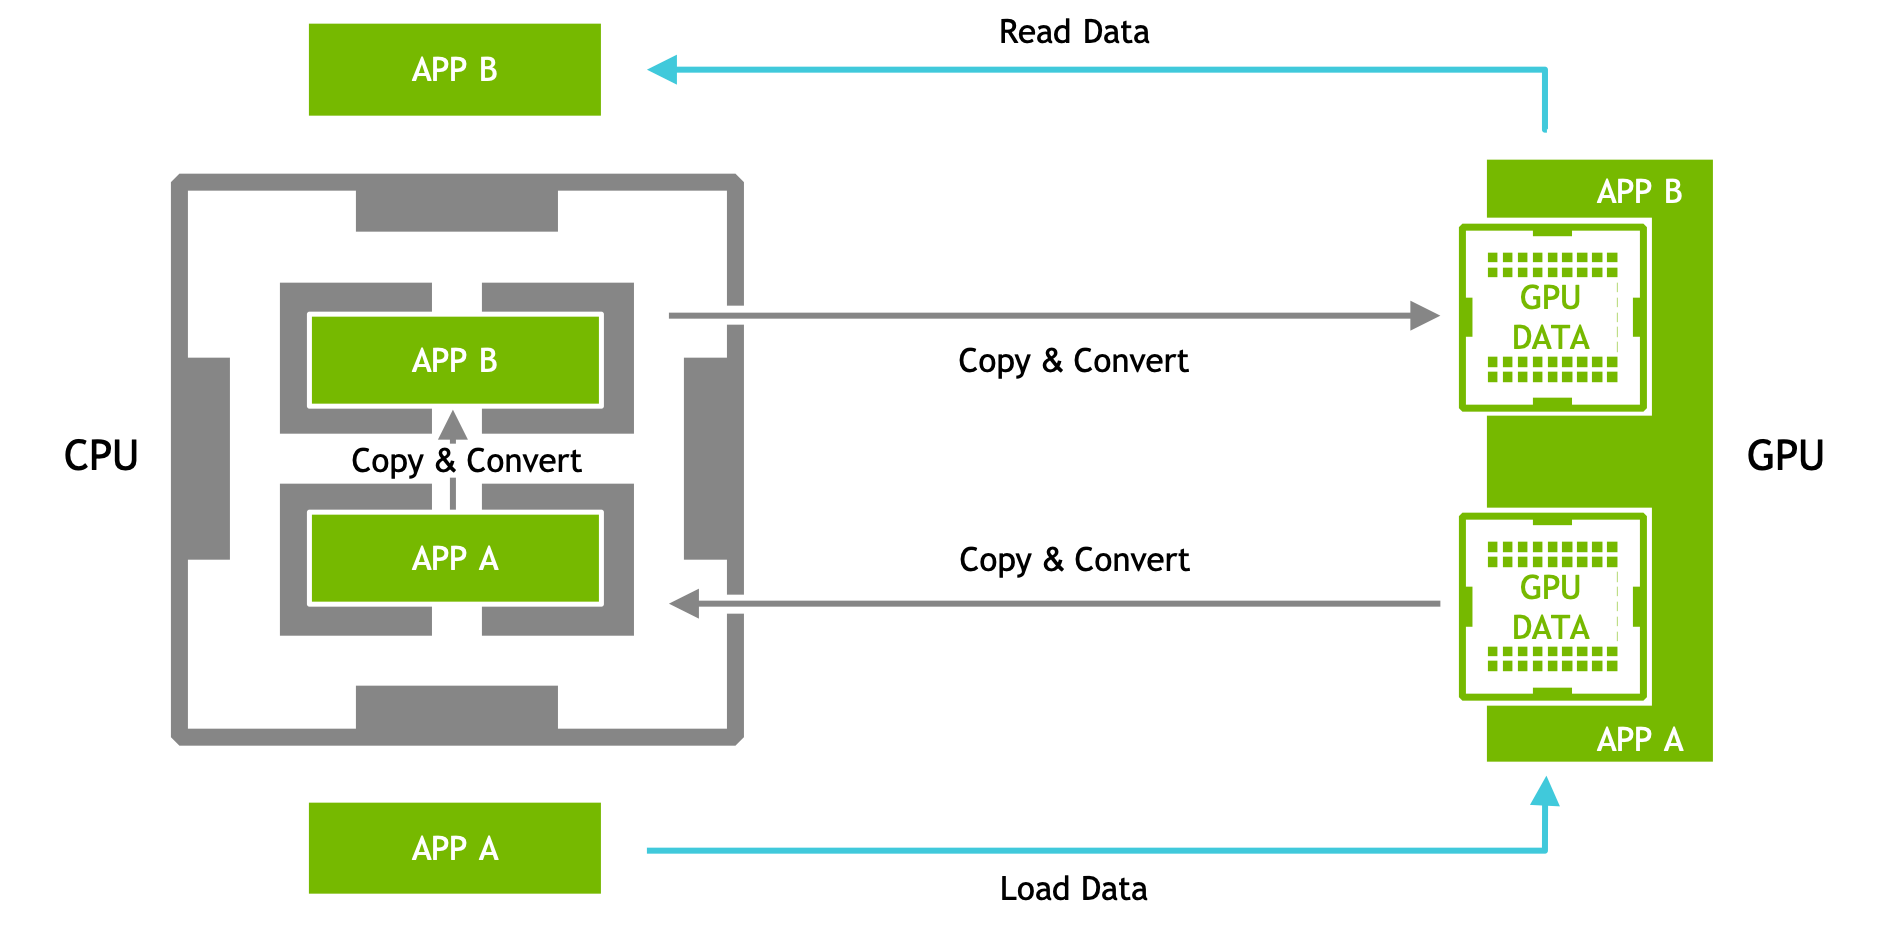 Read Data
APP B
APP B
GPU
DATA
APP B
Copy & Convert
CPU
Copy & Convert
GPU
APP A
Copy & Convert
GPU
DATA
APP A
APP A
Load Data